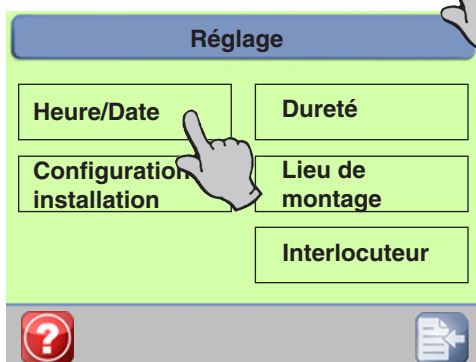 Réglage
Heure/Date
Dureté
Configuration
installation
Lieu de
montage
Interlocuteur
?